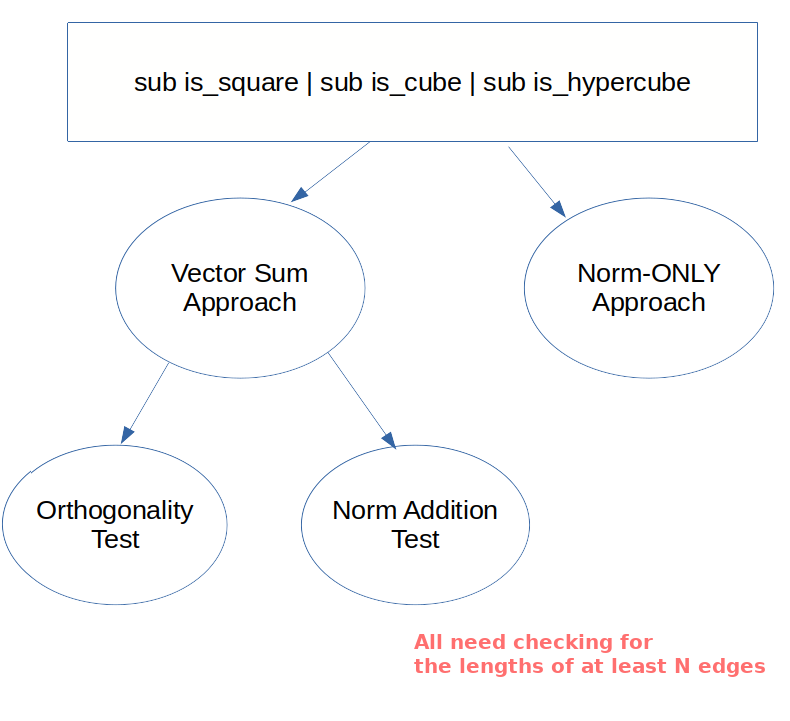 sub is_square | sub is_cube | sub is_hypercube
Vector Sum
Approach
Norm-ONLY
Approach
Orthogonality
Test
Norm Addition
Test
All need checking for
the lengths of at least N edges